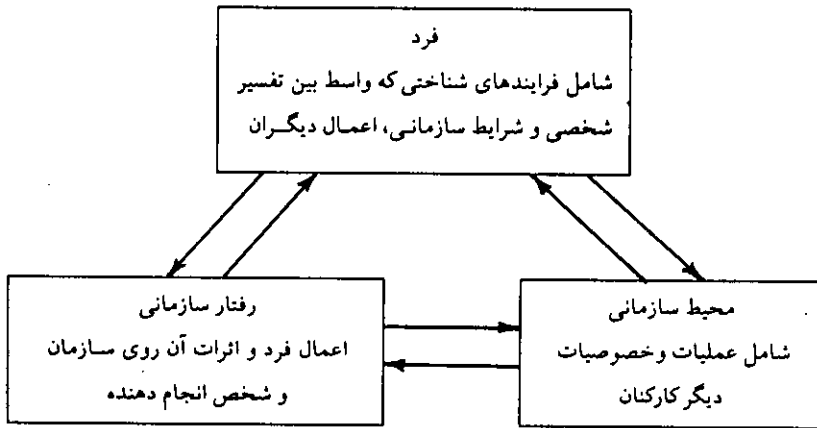 فرد
شامل فرایندهای شناختی که واسط بین تفسیر
شخصی و شرایط سازمانی، اعمال دیگران
رفتار سازمانی
اعمال فرد و اثرات آن روی سازمان
و شخص انجام دهنده
محیط سازمانی
شامل عملیات و خصوصیات
دیگر کارکنان